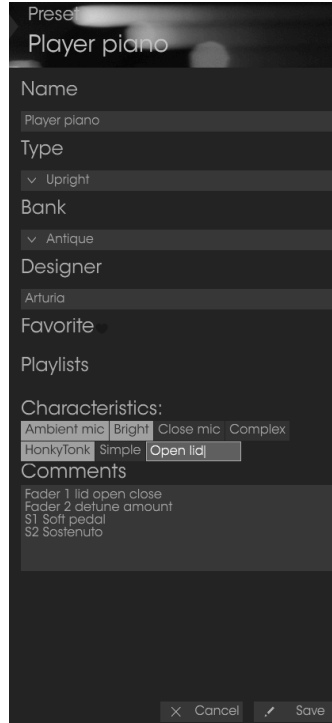 Preset
Player piano
Name
Player piano
Type
Upright
Bank
Antique
Designer
Arturia
Favorite
Playlists
Characteristics:
Ambient mic Bright Close mic Complex
HonkyTonk Simple Open lid
Comments
Fader 1 lid open close
Fader 2 detune amount
S1 Soft pedal
S2 Sostenuto
Cancel Save